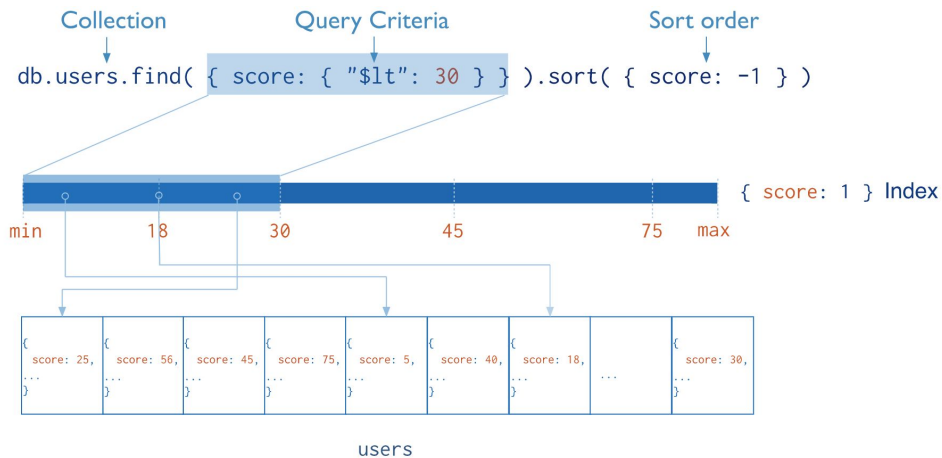 Collection Query Criteria Sort order
db.users.find( { score: { "$lt": 30 } } ).sort( { score: -1 } )
{ score: 1 } Index
min 18 30 45 75 max
{ { { { { { { {
score: 25, score: 56, score: 45, score: 75, score: 5, score: 40, score: 18, score: 30,
... ... ... ... ... ... ... ... ...
} } } } } } } }
users